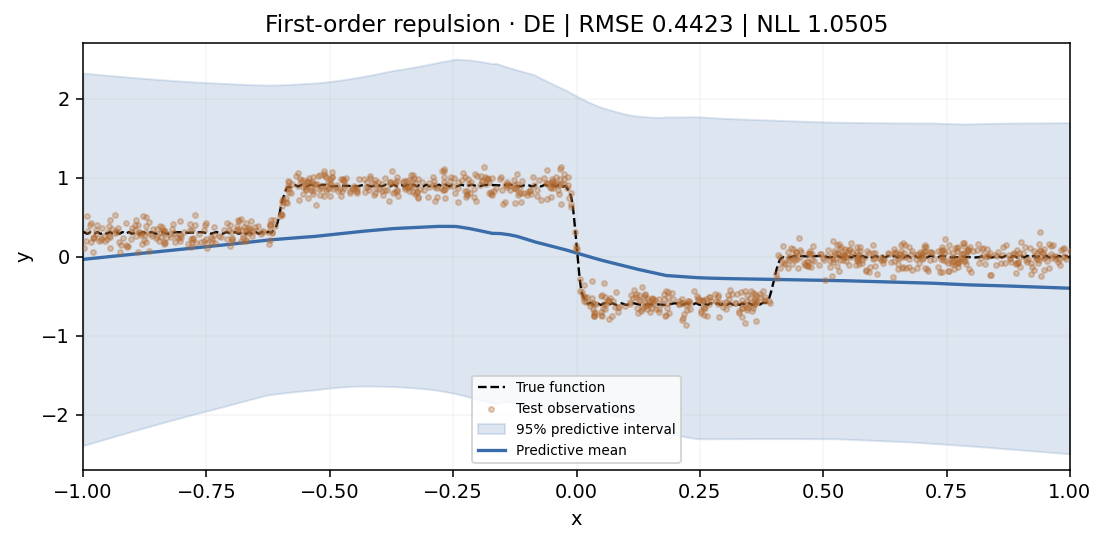 First-order repulsion · DE | RMSE 0.4423 | NLL 1.0505
y
2
1
0
−1
−2
True function
Test observations
95% predictive interval
Predictive mean
−1.00 −0.75 −0.50 −0.25 0.00 0.25 0.50 0.75 1.00
x